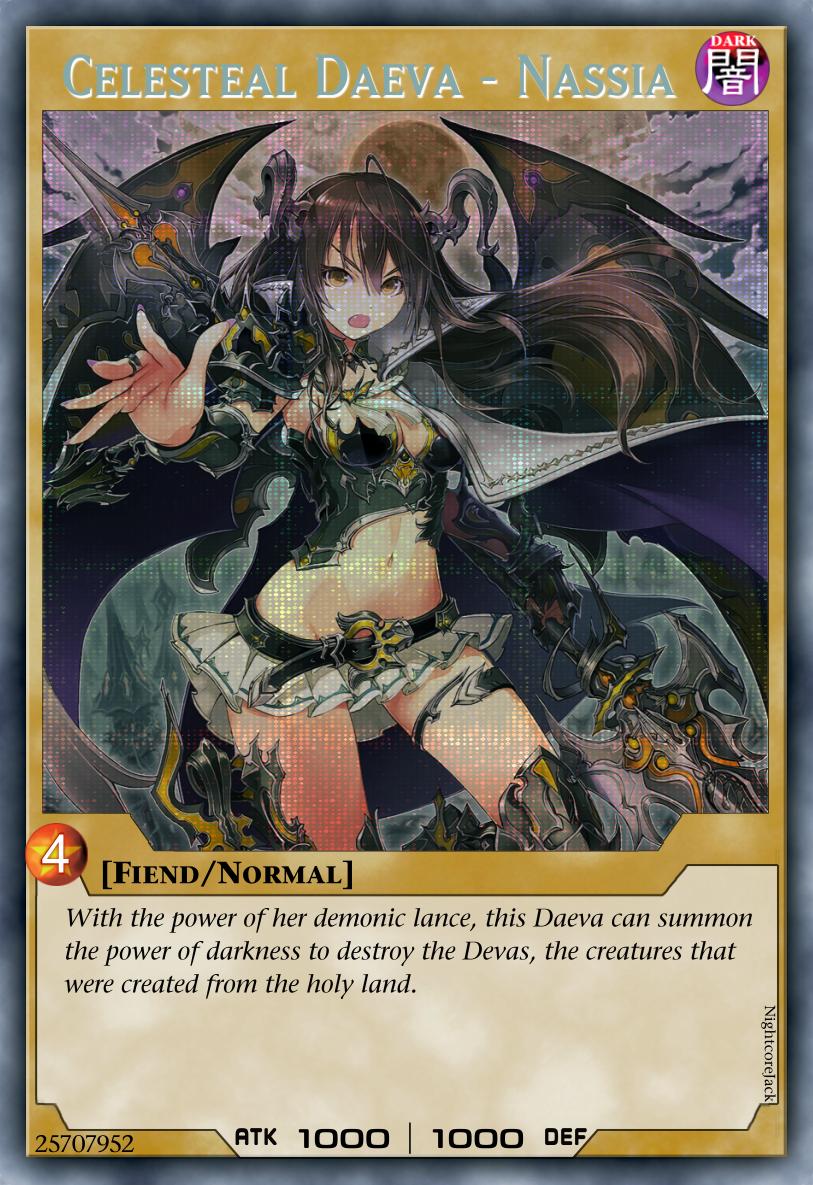 Celesteal Daeva - Nassia
DARK
闇
4
[Fiend/Normal]
With the power of her demonic lance, this Daeva can summon
the power of darkness to destroy the Devas, the creatures that
were created from the holy land.
NightcoreJack
25707952
ATK 1000 | 1000 DEF